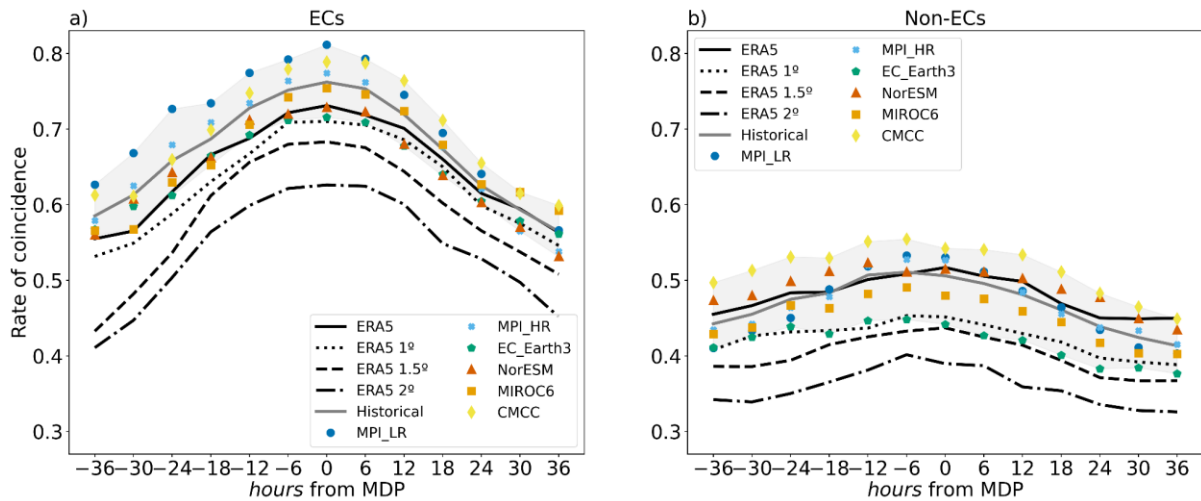 a) ECs
Rate of coincidence
0.8
0.7
0.6
0.5
0.4
0.3
ERA5
ERA5 1º
ERA5 1.5º
ERA5 2º
Historical
MPI_LR
MPI_HR
EC_Earth3
NorESM
MIROC6
CMCC
−36 −30 −24 −18 −12 −6 0 6 12 18 24 30 36
hours from MDP
b) Non-ECs
0.8
0.7
0.6
0.5
0.4
0.3
ERA5
ERA5 1º
ERA5 1.5º
ERA5 2º
Historical
MPI_LR
MPI_HR
EC_Earth3
NorESM
MIROC6
CMCC
−36 −30 −24 −18 −12 −6 0 6 12 18 24 30 36
hours from MDP